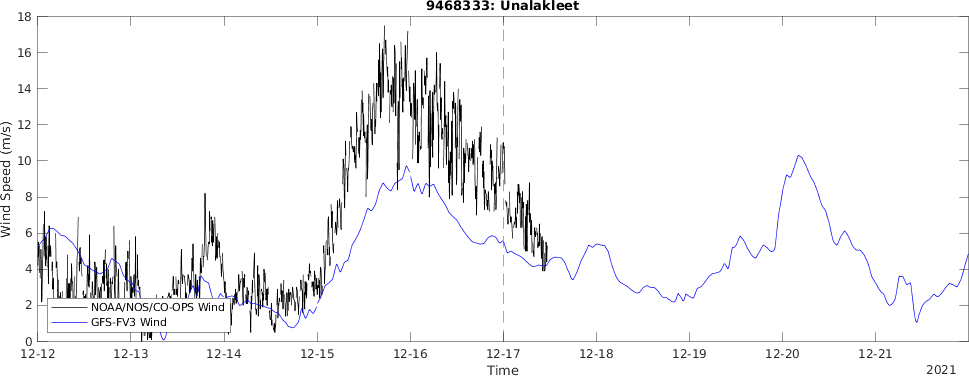 9468333: Unalakleet
18
16
14
12
10
8
6
4
2
0
Wind Speed (m/s)
NOAA/NOS/CO-OPS Wind
GFS-FV3 Wind
12-12 12-13 12-14 12-15 12-16 12-17 12-18 12-19 12-20 12-21
Time
2021